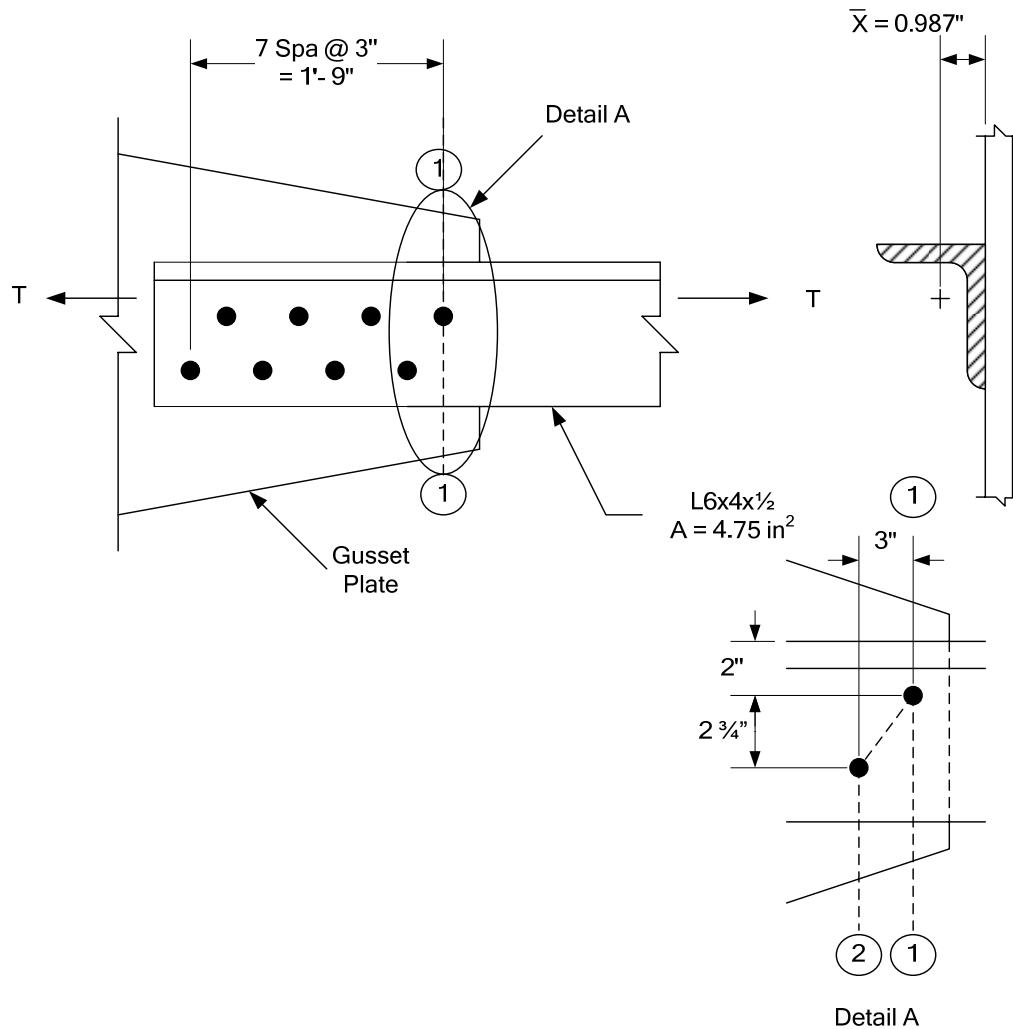 X̅ = 0.987"
7 Spa @ 3"
= 1'- 9"
Detail A
1
T
T
1
L6x4x½
A = 4.75 in²
Gusset
Plate
1
3"
2"
2 ¾”
2
1
Detail A